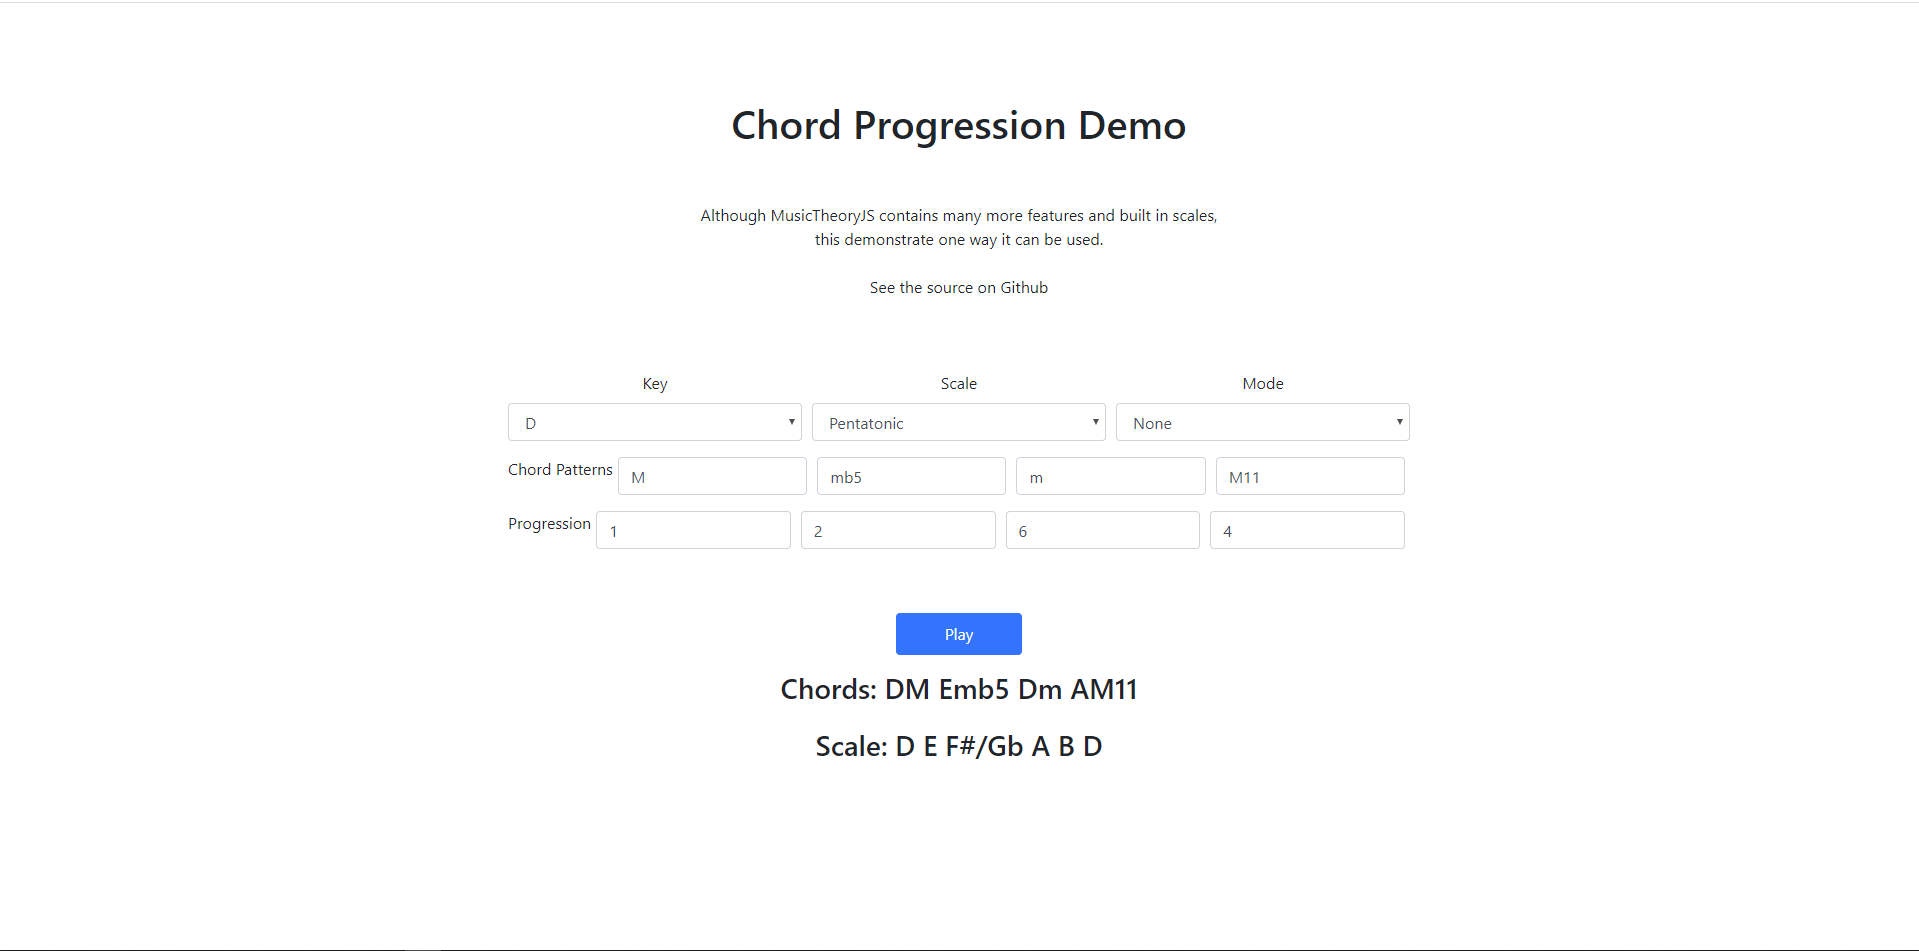 Chord Progression Demo
Although MusicTheoryJS contains many more features and built in scales,
this demonstrate one way it can be used.
See the source on Github
Key Scale Mode
D Pentatonic None
Chord Patterns M mb5 m M11
Progression 1 2 6 4
Play
Chords: DM Emb5 Dm AM11
Scale: D E F#/Gb A B D